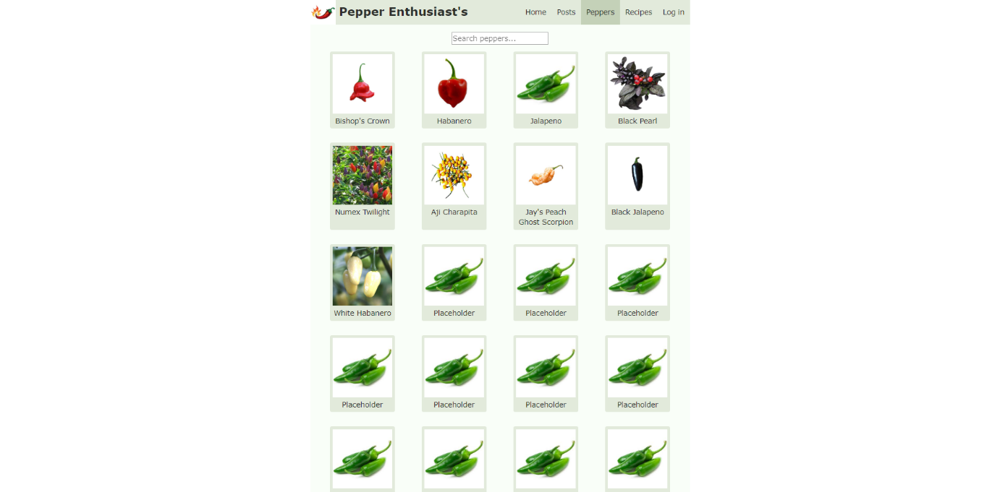 Pepper Enthusiast's
Home Posts Peppers Recipes Log in
Search peppers...
Bishop's Crown
Habanero
Jalapeno
Black Pearl
Numex Twilight
Aji Charapita
Jay's Peach
Ghost Scorpion
Black Jalapeno
White Habanero
Placeholder
Placeholder
Placeholder
Placeholder
Placeholder
Placeholder
Placeholder